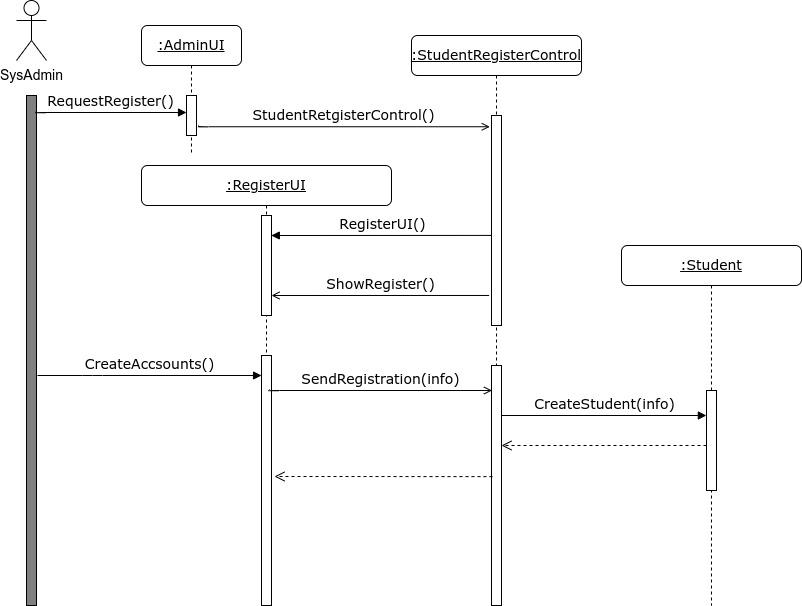 :AdminUI
:StudentRegisterControl
SysAdmin
RequestRegister()
StudentRetgisterControl()
:RegisterUI
RegisterUI()
:Student
ShowRegister()
CreateAccsounts()
SendRegistration(info)
CreateStudent(info)